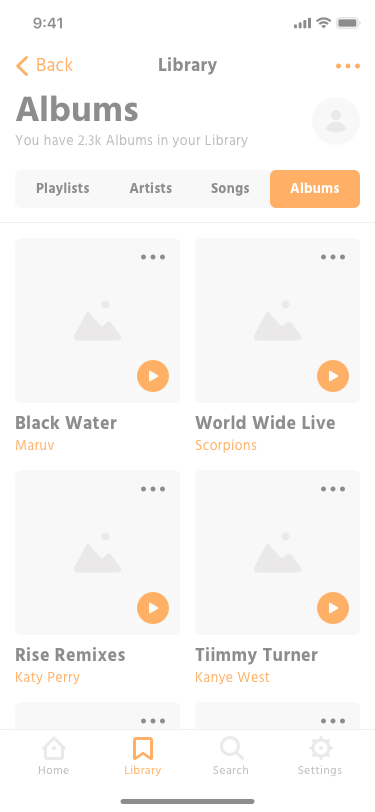 9:41
Back
Library
Albums
You have 2.3k Albums in your Library
Playlists Artists Songs Albums
Black Water World Wide Live
Maruv Scorpions
Rise Remixes Tiimmy Turner
Katy Perry Kanye West
Home Library Search Settings